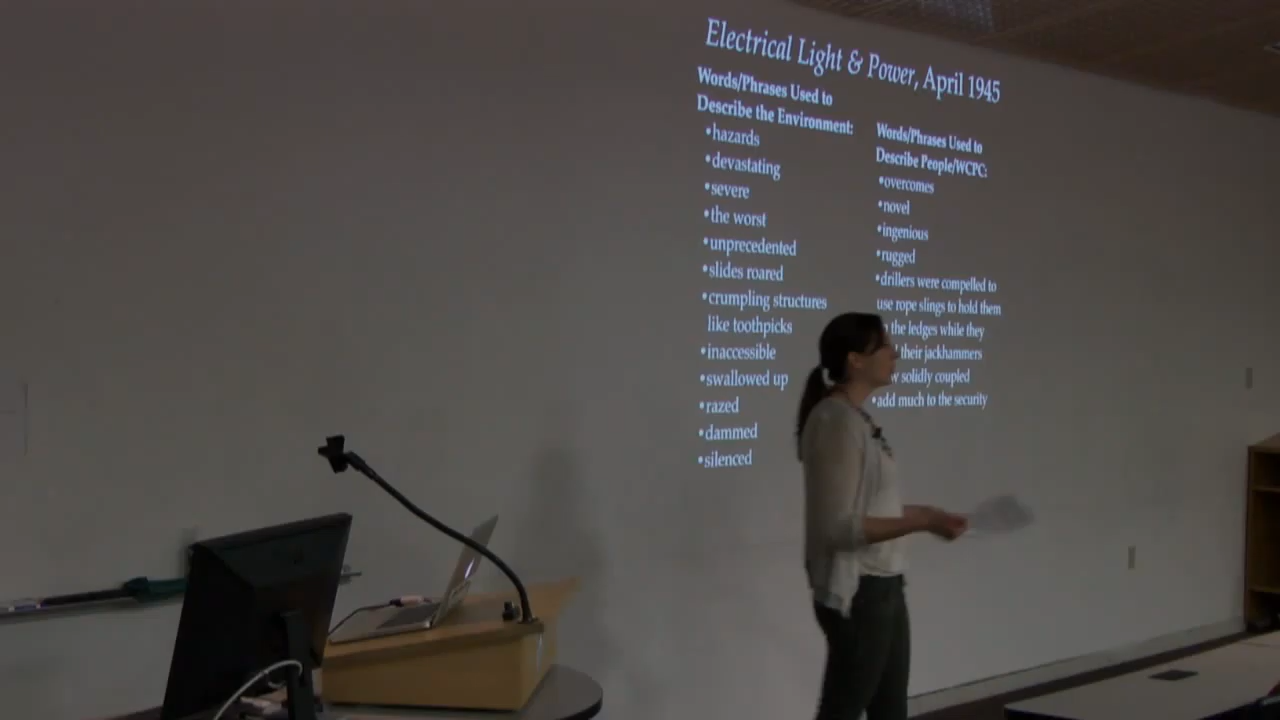 Electrical Light & Power, April 1945
Words/Phrases Used to
Describe the Environment:
•hazards
•devastating
•severe
•the worst
•unprecedented
•slides roared
•crumpling structures
like toothpicks
•inaccessible
•swallowed up
•razed
•dammed
•silenced
Words/Phrases Used to
Describe People/WCPC:
•overcomes
•novel
•ingenious
•rugged
•drillers were compelled to
use rope slings to hold them
the ledges while they
their jackhammers
solidly coupled
•add much to the security